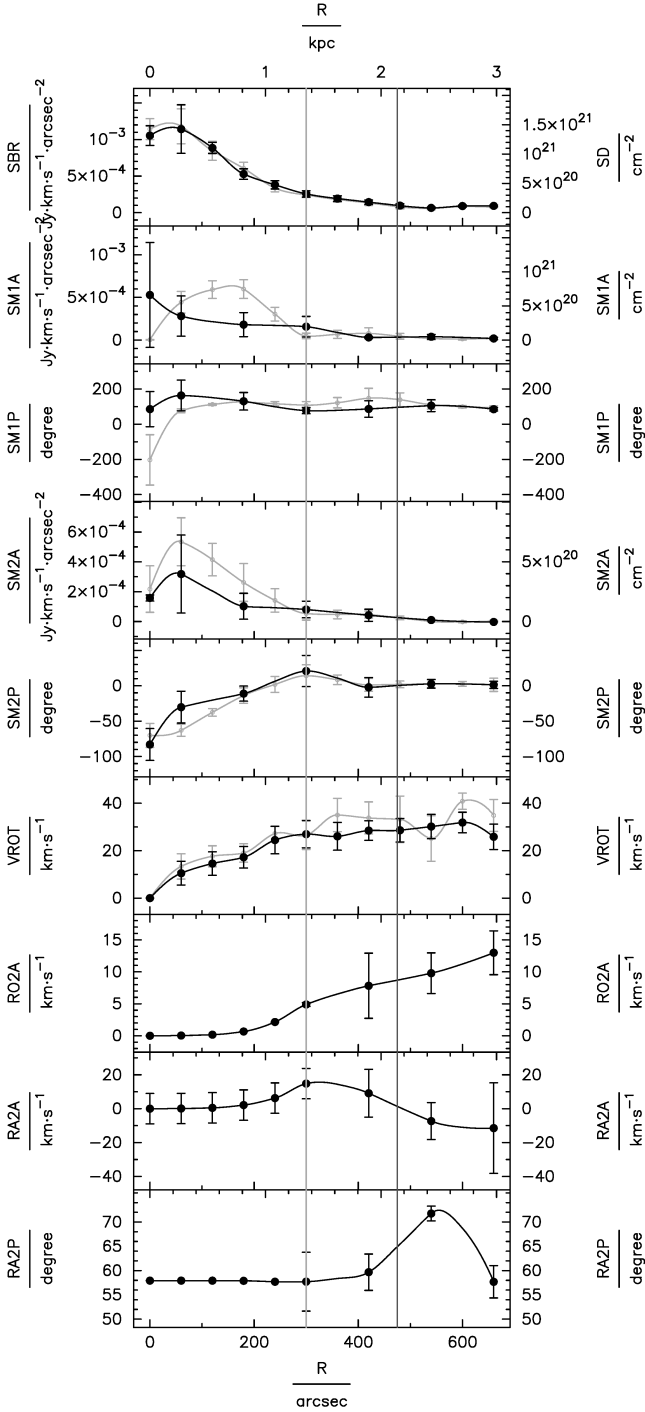 R
kpc
0 1 2 3
SBR
Jy·km·s⁻¹·arcsec⁻²
10⁻³
5×10⁻⁴
0
1.5×10²¹
10²¹
5×10²⁰
0
SD
cm⁻²
SM1A
Jy·km·s⁻¹·arcsec⁻²
10⁻³
5×10⁻⁴
0
10²¹
5×10²⁰
0
SM1A
cm⁻²
SM1P
degree
200
0
−200
−400
200
0
−200
−400
SM1P
degree
SM2A
Jy·km·s⁻¹·arcsec⁻²
6×10⁻⁴
4×10⁻⁴
2×10⁻⁴
0
5×10²⁰
0
SM2A
cm⁻²
SM2P
degree
0
−50
−100
0
−50
−100
SM2P
degree
VROT
km·s⁻¹
40
20
0
40
20
0
VROT
km·s⁻¹
RO2A
km·s⁻¹
15
10
5
0
15
10
5
0
RO2A
km·s⁻¹
RA2A
km·s⁻¹
20
0
−20
−40
20
0
−20
−40
RA2A
km·s⁻¹
RA2P
degree
70
65
60
55
50
70
65
60
55
50
RA2P
degree
0 200 400 600
R
arcsec